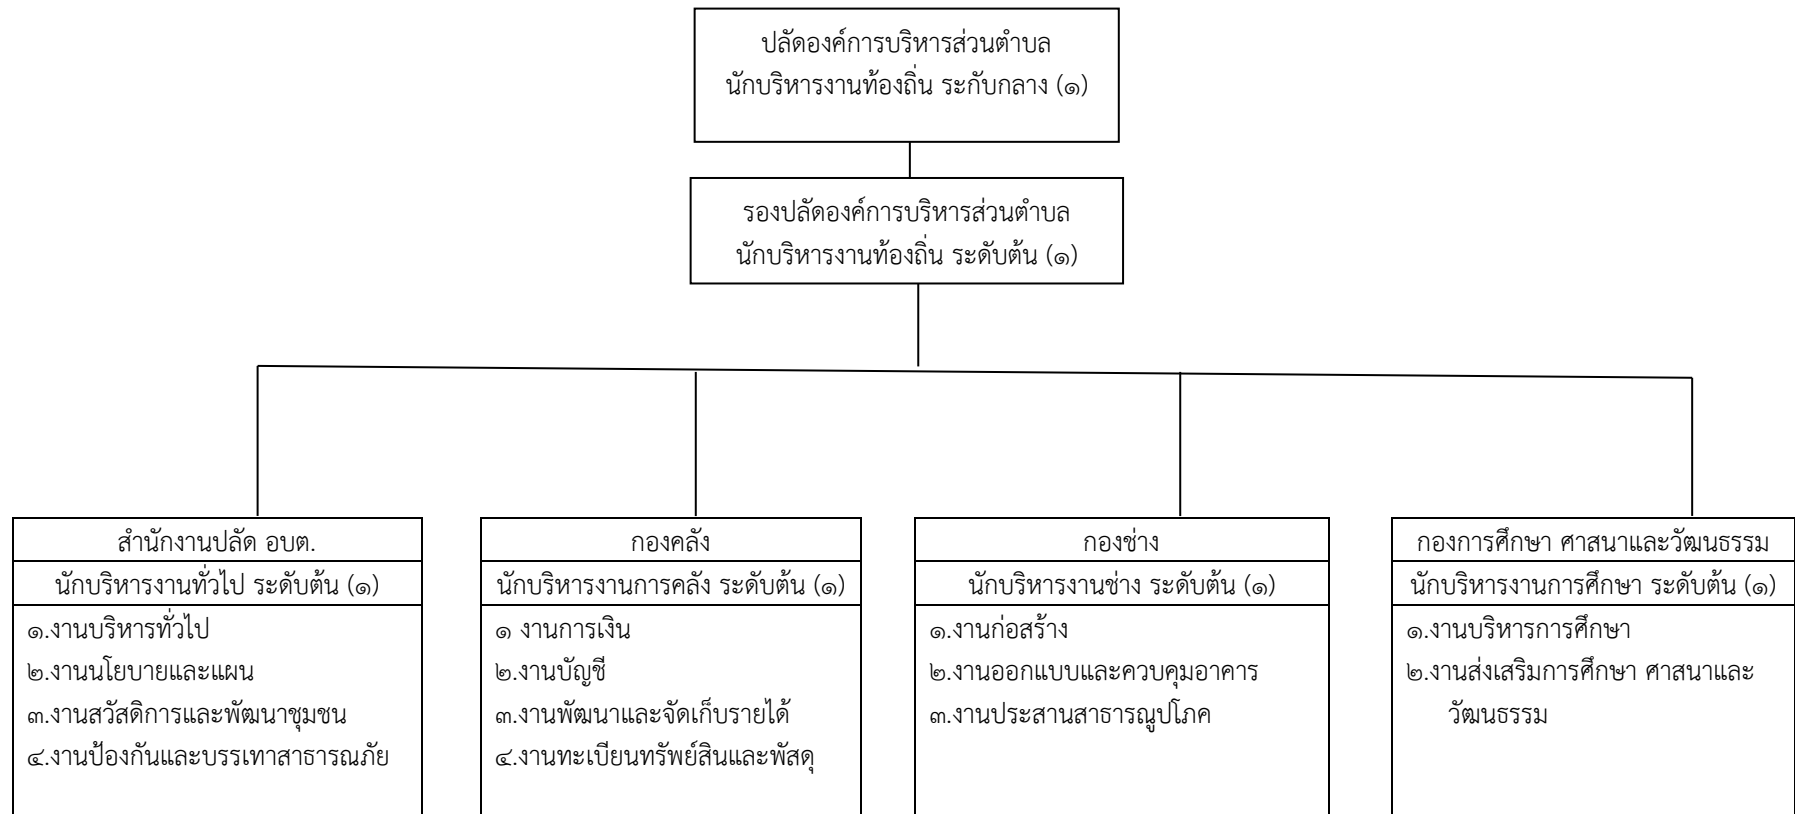 ปลัดองค์การบริหารส่วนตำบล
นักบริหารงานท้องถิ่น ระกับกลาง (๑)
รองปลัดองค์การบริหารส่วนตำบล
นักบริหารงานท้องถิ่น ระดับต้น (๑)
สำนักงานปลัด อบต.
นักบริหารงานทั่วไป ระดับต้น (๑)
๑.งานบริหารทั่วไป
๒.งานนโยบายและแผน
๓.งานสวัสดิการและพัฒนาชุมชน
๔.งานป้องกันและบรรเทาสาธารณภัย
กองคลัง
นักบริหารงานการคลัง ระดับต้น (๑)
๑ งานการเงิน
๒.งานบัญชี
๓.งานพัฒนาและจัดเก็บรายได้
๔.งานทะเบียนทรัพย์สินและพัสดุ
กองช่าง
นักบริหารงานช่าง ระดับต้น (๑)
๑.งานก่อสร้าง
๒.งานออกแบบและควบคุมอาคาร
๓.งานประสานสาธารณูปโภค
กองการศึกษา ศาสนาและวัฒนธรรม
นักบริหารงานการศึกษา ระดับต้น (๑)
๑.งานบริหารการศึกษา
๒.งานส่งเสริมการศึกษา ศาสนาและ
วัฒนธรรม